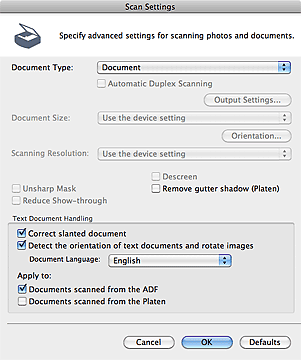 Scan Settings
Specify advanced settings for scanning photos and documents.
Document Type: Document
Automatic Duplex Scanning
Output Settings...
Document Size: Use the device setting
Orientation...
Scanning Resolution: Use the device setting
Descreen
Unsharp Mask Remove gutter shadow (Platen)
Reduce Show-through
Text Document Handling
Correct slanted document
Detect the orientation of text documents and rotate images
Document Language: English
Apply to:
Documents scanned from the ADF
Documents scanned from the Platen
Cancel OK Defaults